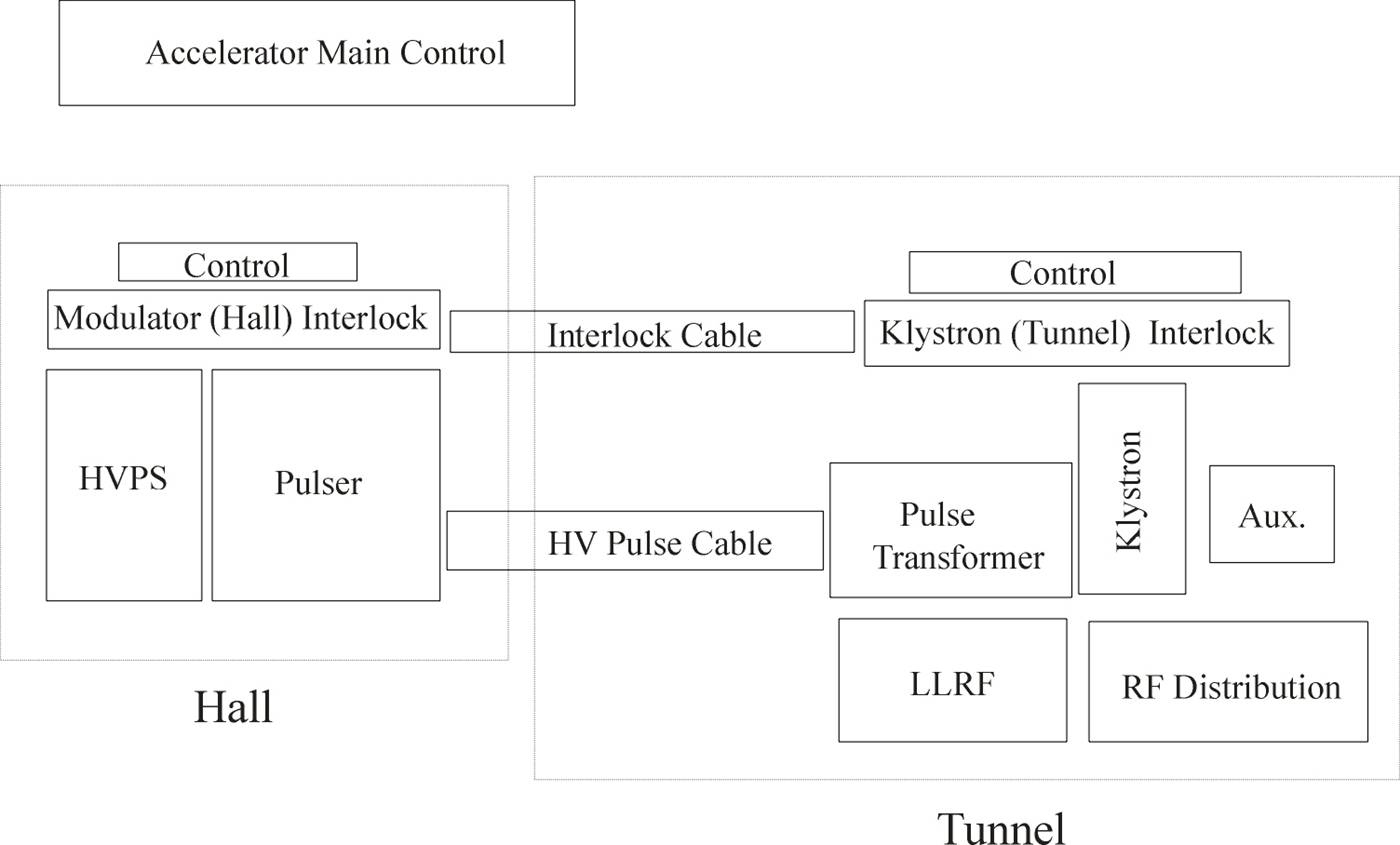 Accelerator Main Control
Control
Modulator (Hall) Interlock
HVPS
Pulser
Hall
Interlock Cable
HV Pulse Cable
Control
Klystron (Tunnel) Interlock
Pulse
Transformer
Klystron
Aux.
LLRF
RF Distribution
Tunnel